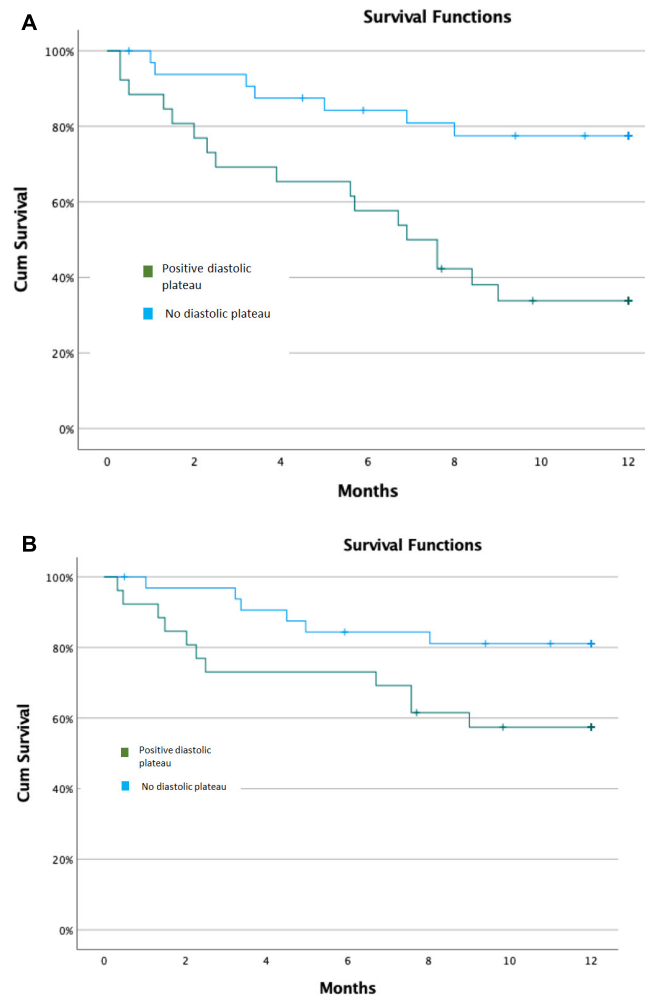 A
Survival Functions
100%
80%
60%
40%
20%
0%
Cum Survival
Positive diastolic
plateau
No diastolic plateau
0 2 4 6 8 10 12
Months
B
Survival Functions
100%
80%
60%
40%
20%
0%
Cum Survival
Positive diastolic
plateau
No diastolic plateau
0 2 4 6 8 10 12
Months